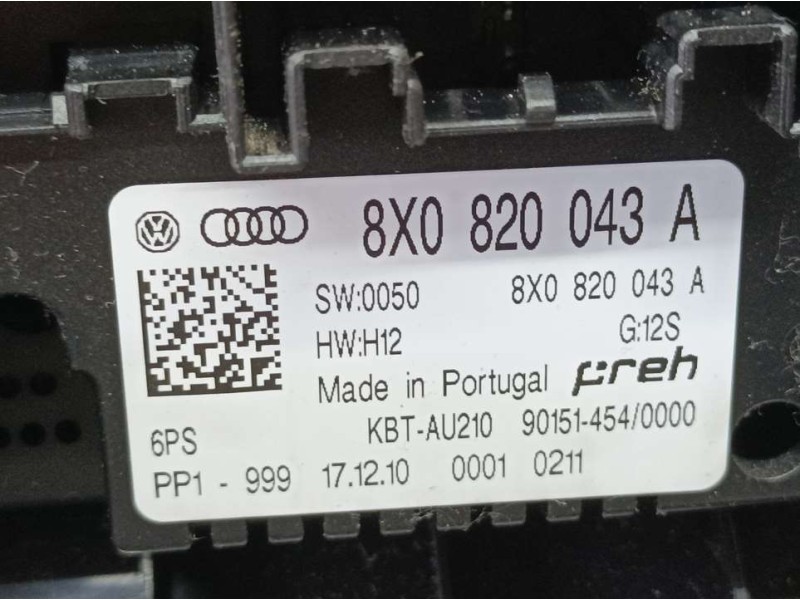 8X0 820 043 A
SW:0050 8X0 820 043 A
HW:H12 G:12S
Made in Portugal preh
6PS KBT-AU210 90151-454/0000
PP1 - 999 17.12.10 0001 0211